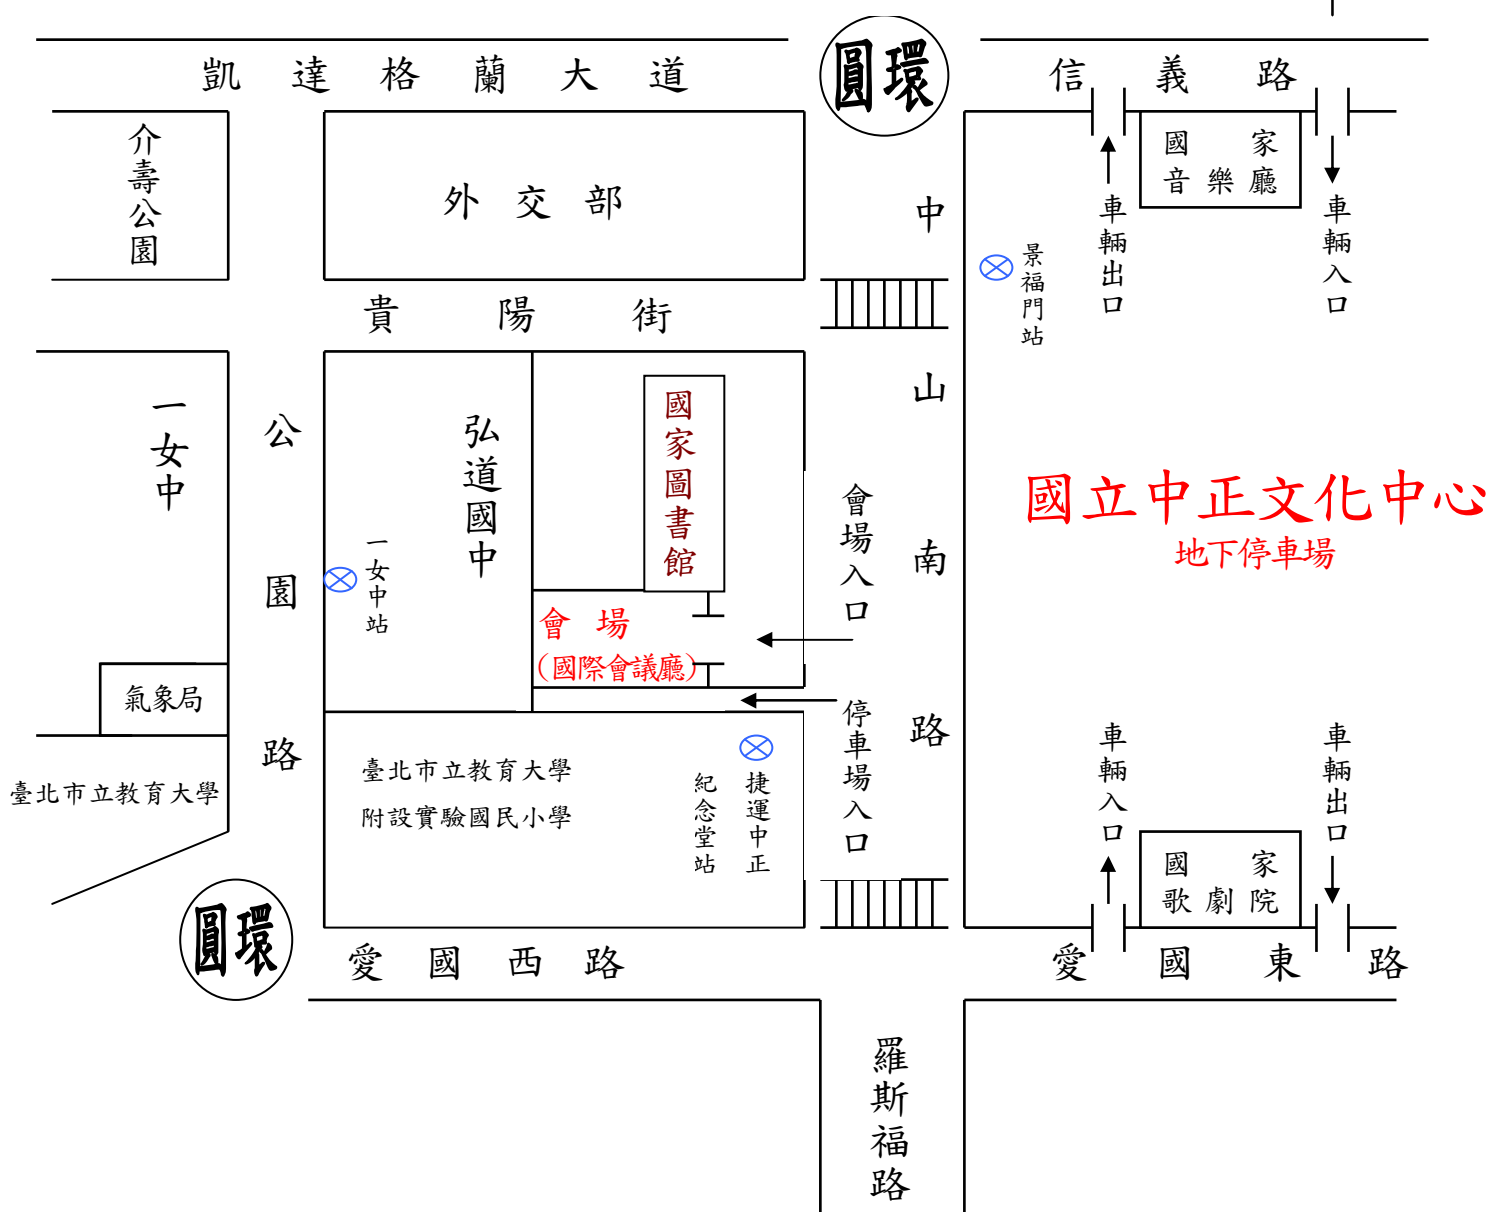 凱達格蘭大道
圓環
信義路
介壽公園
外交部
國家
音樂廳
車輛出口
車輛入口
中山南路
景福門站
貴陽街
一女中
公園路
弘道國中
國家圖書館
一女中站
會場入口
國立中正文化中心
地下停車場
會場
(國際會議廳)
氣象局
停車場入口
臺北市立教育大學
臺北市立教育大學
附設實驗國民小學
捷運中正
紀念堂站
車輛入口
車輛出口
國家
歌劇院
圓環
愛國西路
愛國東路
羅斯福路